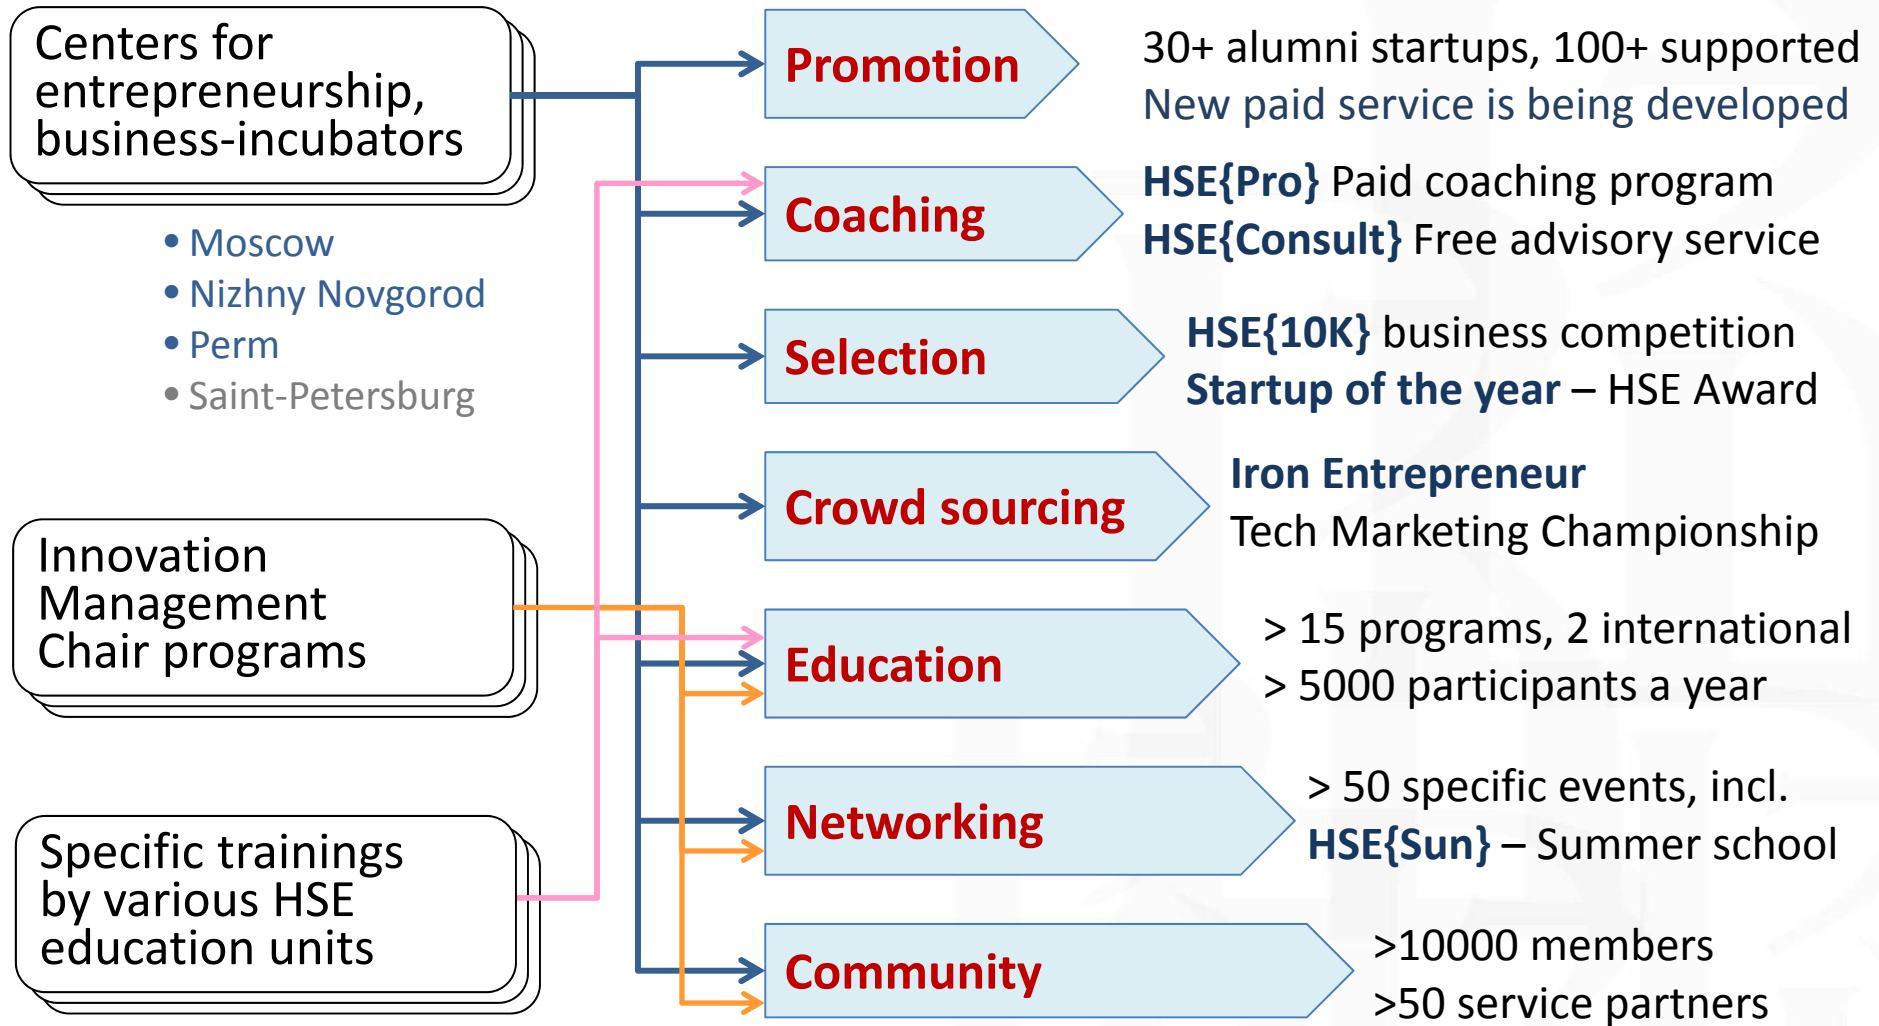 Centers for
entrepreneurship,
business-incubators
• Moscow
• Nizhny Novgorod
• Perm
• Saint-Petersburg
Innovation
Management
Chair programs
Specific trainings
by various HSE
education units
Promotion
30+ alumni startups, 100+ supported
New paid service is being developed
Coaching
HSE{Pro} Paid coaching program
HSE{Consult} Free advisory service
Selection
HSE{10K} business competition
Startup of the year – HSE Award
Crowd sourcing
Iron Entrepreneur
Tech Marketing Championship
Education
> 15 programs, 2 international
> 5000 participants a year
Networking
> 50 specific events, incl.
HSE{Sun} – Summer school
Community
>10000 members
>50 service partners